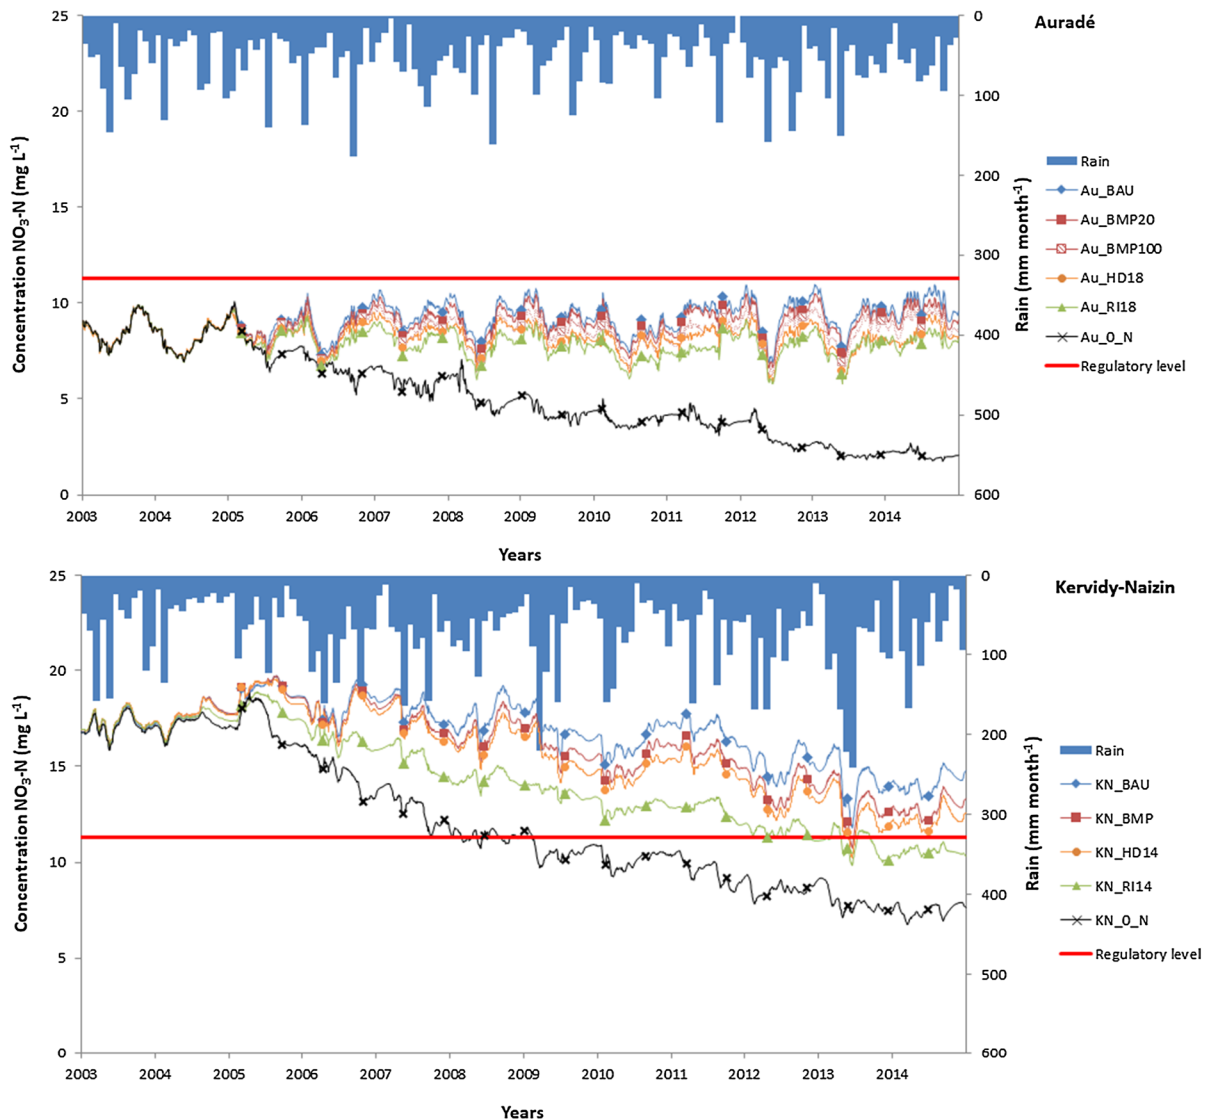 Auradé
25
20
15
10
5
0
Concentration NO3-N (mg L-1)
0
100
200
300
400
500
600
Rain (mm month-1)
2003 2004 2005 2006 2007 2008 2009 2010 2011 2012 2013 2014
Years
Rain
Au_BAU
Au_BMP20
Au_BMP100
Au_HD18
Au_RI18
Au_0_N
Regulatory level
Kervidy-Naizin
25
20
15
10
5
0
Concentration NO3-N (mg L-1)
0
100
200
300
400
500
600
Rain (mm month-1)
2003 2004 2005 2006 2007 2008 2009 2010 2011 2012 2013 2014
Years
Rain
KN_BAU
KN_BMP
KN_HD14
KN_RI14
KN_0_N
Regulatory level